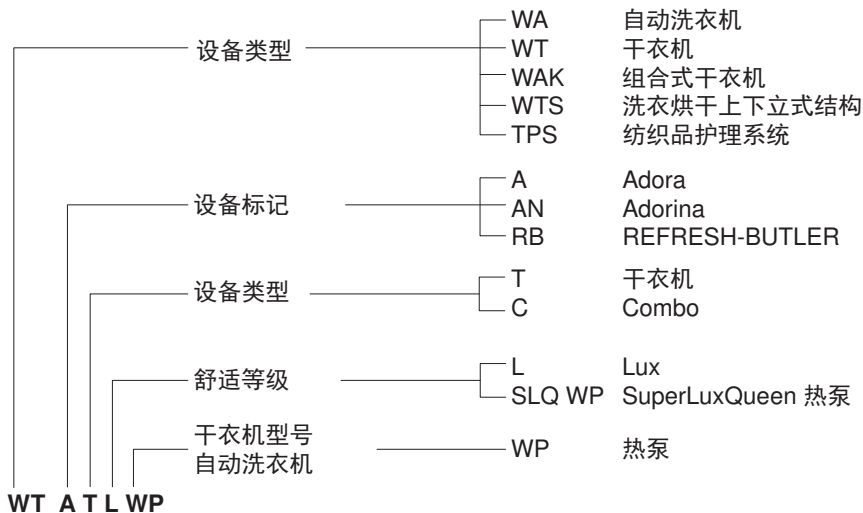 WA 自动洗衣机
设备类型 WT 干衣机
WAK 组合式干衣机
WTS 洗衣烘干上下立式结构
TPS 纺织品护理系统
A Adora
设备标记 AN Adorina
RB REFRESH-BUTLER
T 干衣机
设备类型
C Combo
L Lux
舒适等级
SLQ WP SuperLuxQueen 热泵
干衣机型号
WP 热泵
自动洗衣机
WT A T L WP